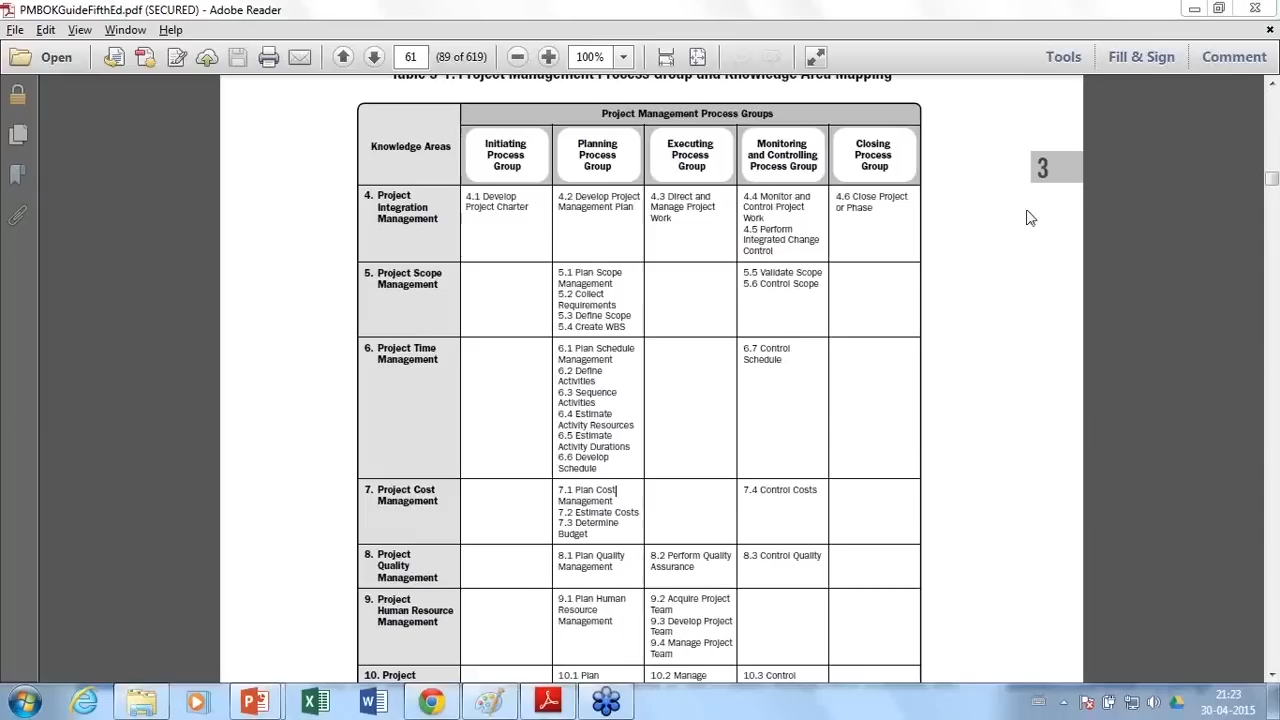 PMBOKGuideFifthEd.pdf (SECURED) - Adobe Reader
File Edit View Window Help
Open 61 (89 of 619) 100% Tools Fill & Sign Comment
Table 3-1. Project Management Process Group and Knowledge Area Mapping
3
Knowledge Areas
Project Management Process Groups
Initiating
Process
Group
Planning
Process
Group
Executing
Process
Group
Monitoring
and Controlling
Process Group
Closing
Process
Group
4. Project
Integration
Management
4.1 Develop
Project Charter
4.2 Develop Project
Management Plan
4.3 Direct and
Manage Project
Work
4.4 Monitor and
Control Project
Work
4.5 Perform
Integrated Change
Control
4.6 Close Project
or Phase
5. Project Scope
Management
5.1 Plan Scope
Management
5.2 Collect
Requirements
5.3 Define Scope
5.4 Create WBS
5.5 Validate Scope
5.6 Control Scope
6. Project Time
Management
6.1 Plan Schedule
Management
6.2 Define
Activities
6.3 Sequence
Activities
6.4 Estimate
Activity Resources
6.5 Estimate
Activity Durations
6.6 Develop
Schedule
6.7 Control
Schedule
7. Project Cost
Management
7.1 Plan Cost
Management
7.2 Estimate Costs
7.3 Determine
Budget
7.4 Control Costs
8. Project
Quality
Management
8.1 Plan Quality
Management
8.2 Perform Quality
Assurance
8.3 Control Quality
9. Project
Human Resource
Management
9.1 Plan Human
Resource
Management
9.2 Acquire Project
Team
9.3 Develop Project
Team
9.4 Manage Project
Team
10. Project
10.1 Plan
10.2 Manage
10.3 Control
21:23
30-04-2015